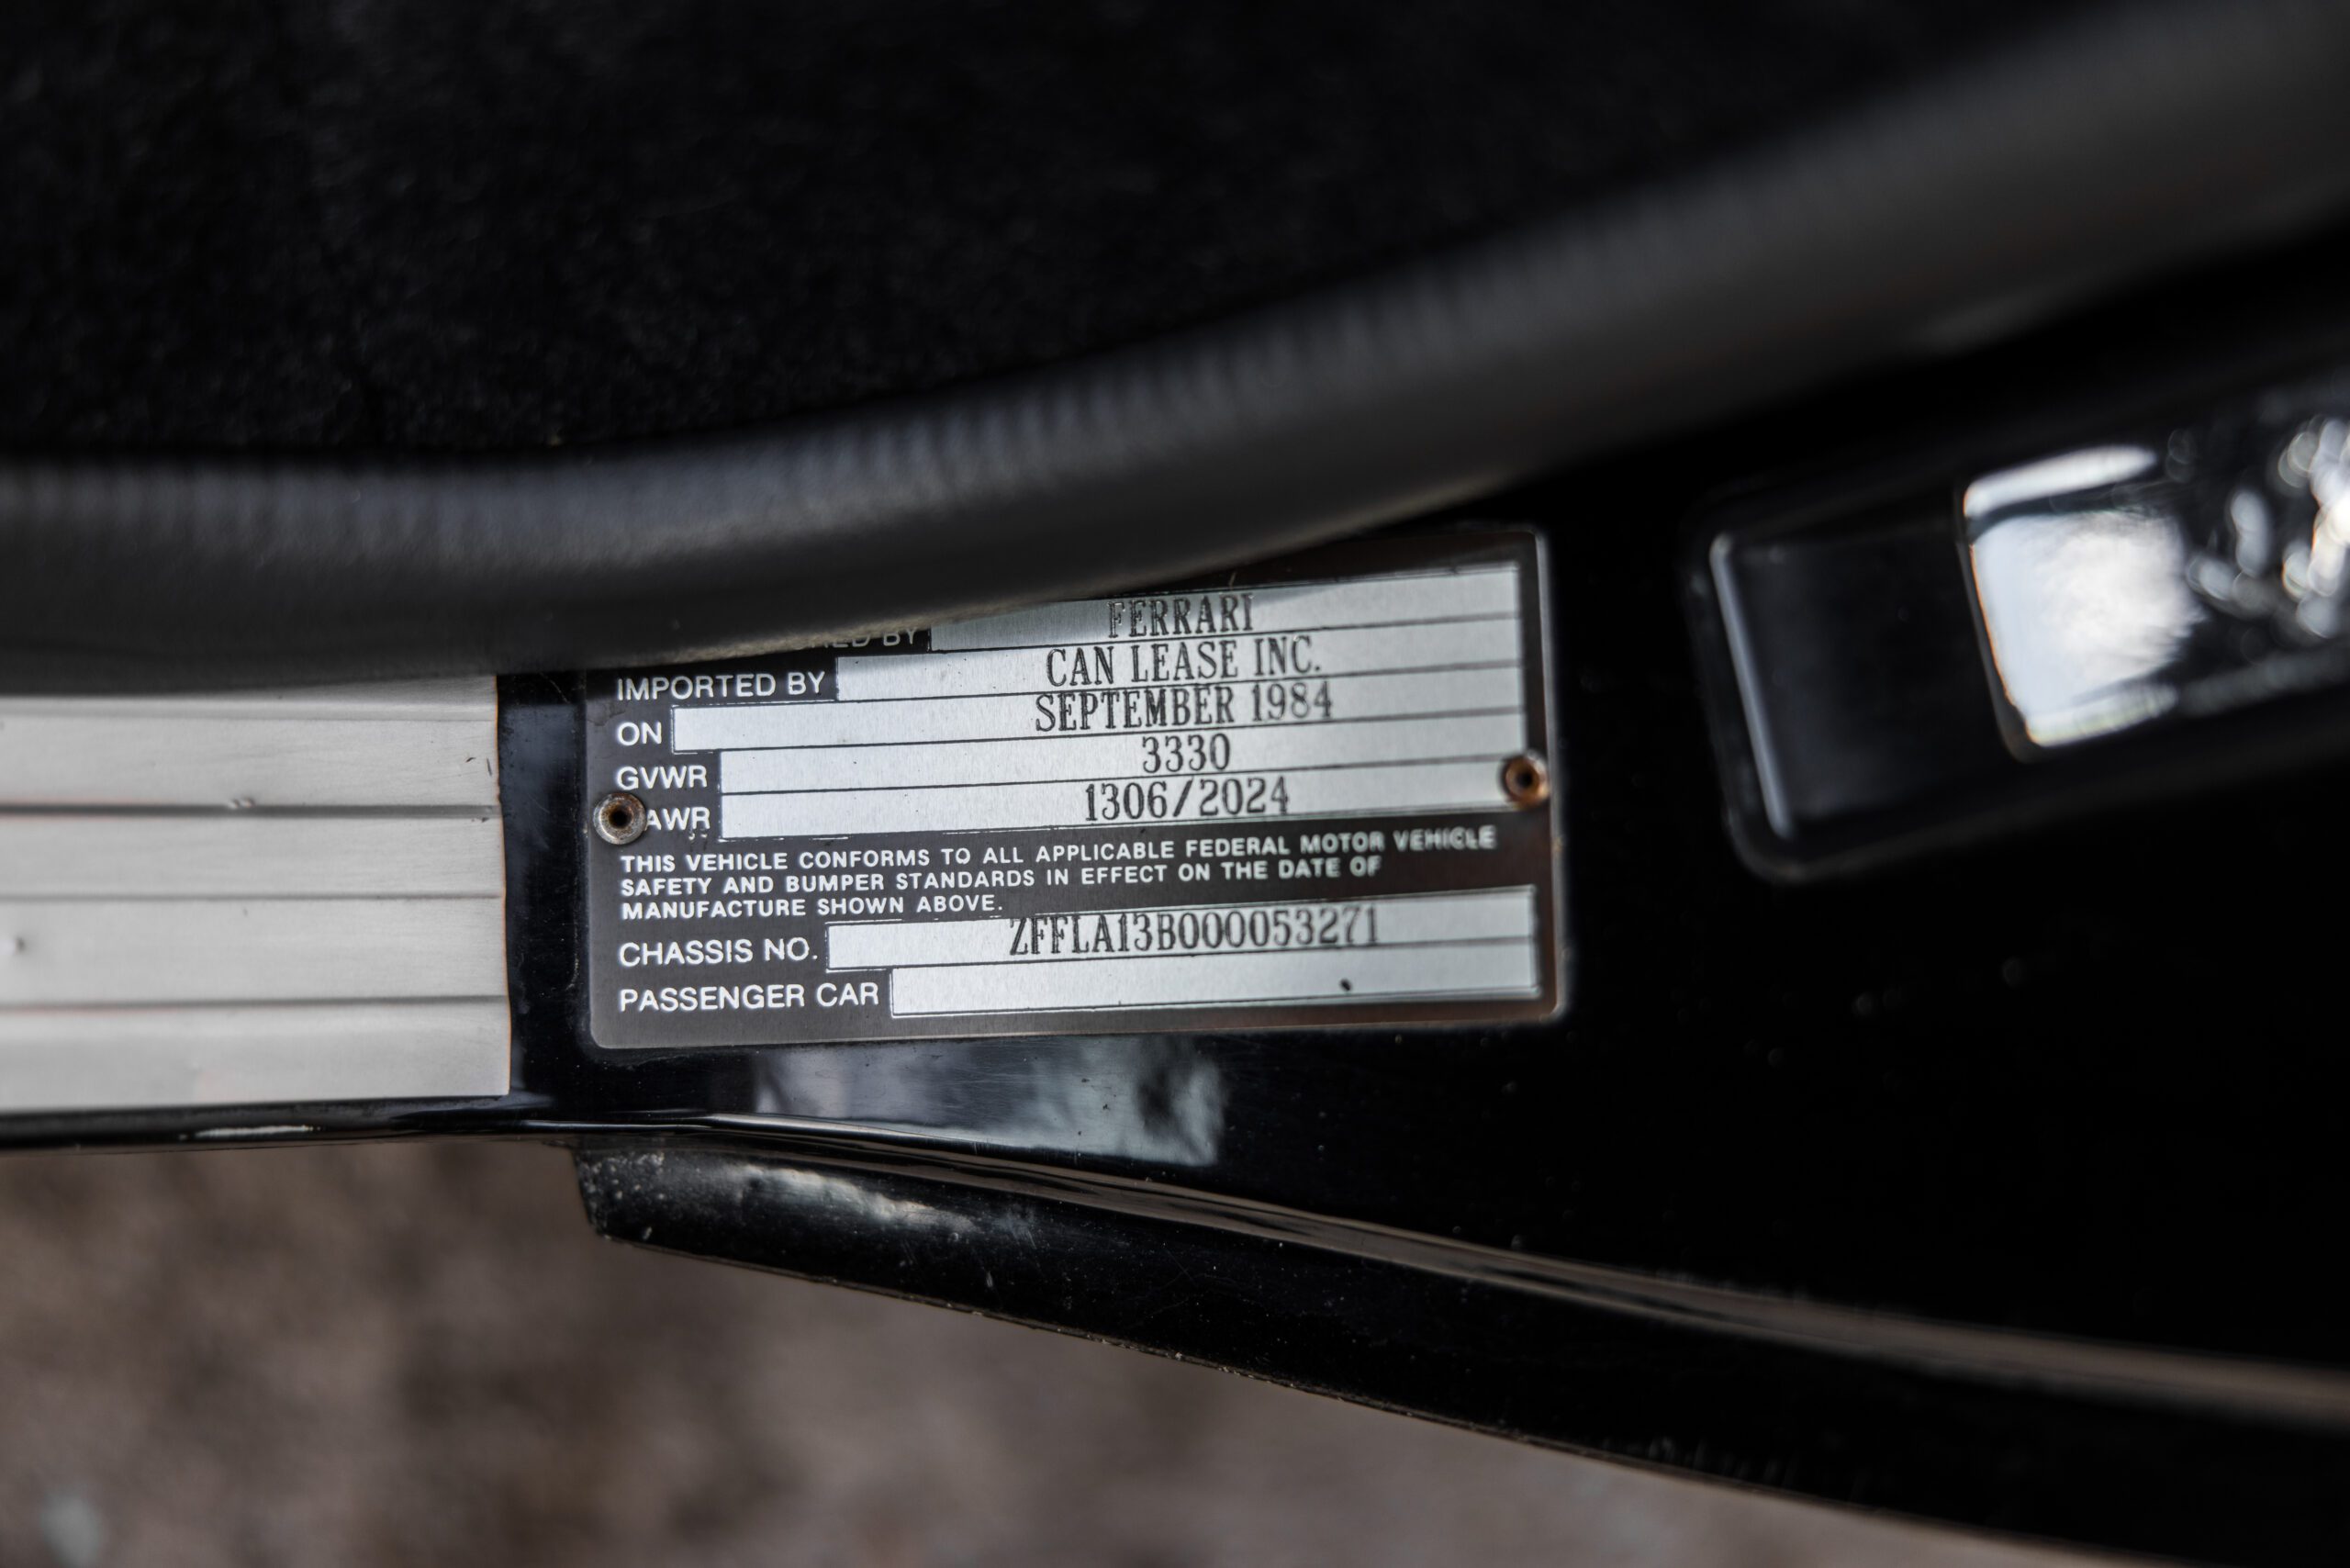 BY FERRARI
IMPORTED BY CAN LEASE INC.
ON SEPTEMBER 1984
GVWR 3330
AWR 1306/2024
THIS VEHICLE CONFORMS TO ALL APPLICABLE FEDERAL MOTOR VEHICLE
SAFETY AND BUMPER STANDARDS IN EFFECT ON THE DATE OF
MANUFACTURE SHOWN ABOVE.
CHASSIS NO. ZFFLA13B000053271
PASSENGER CAR